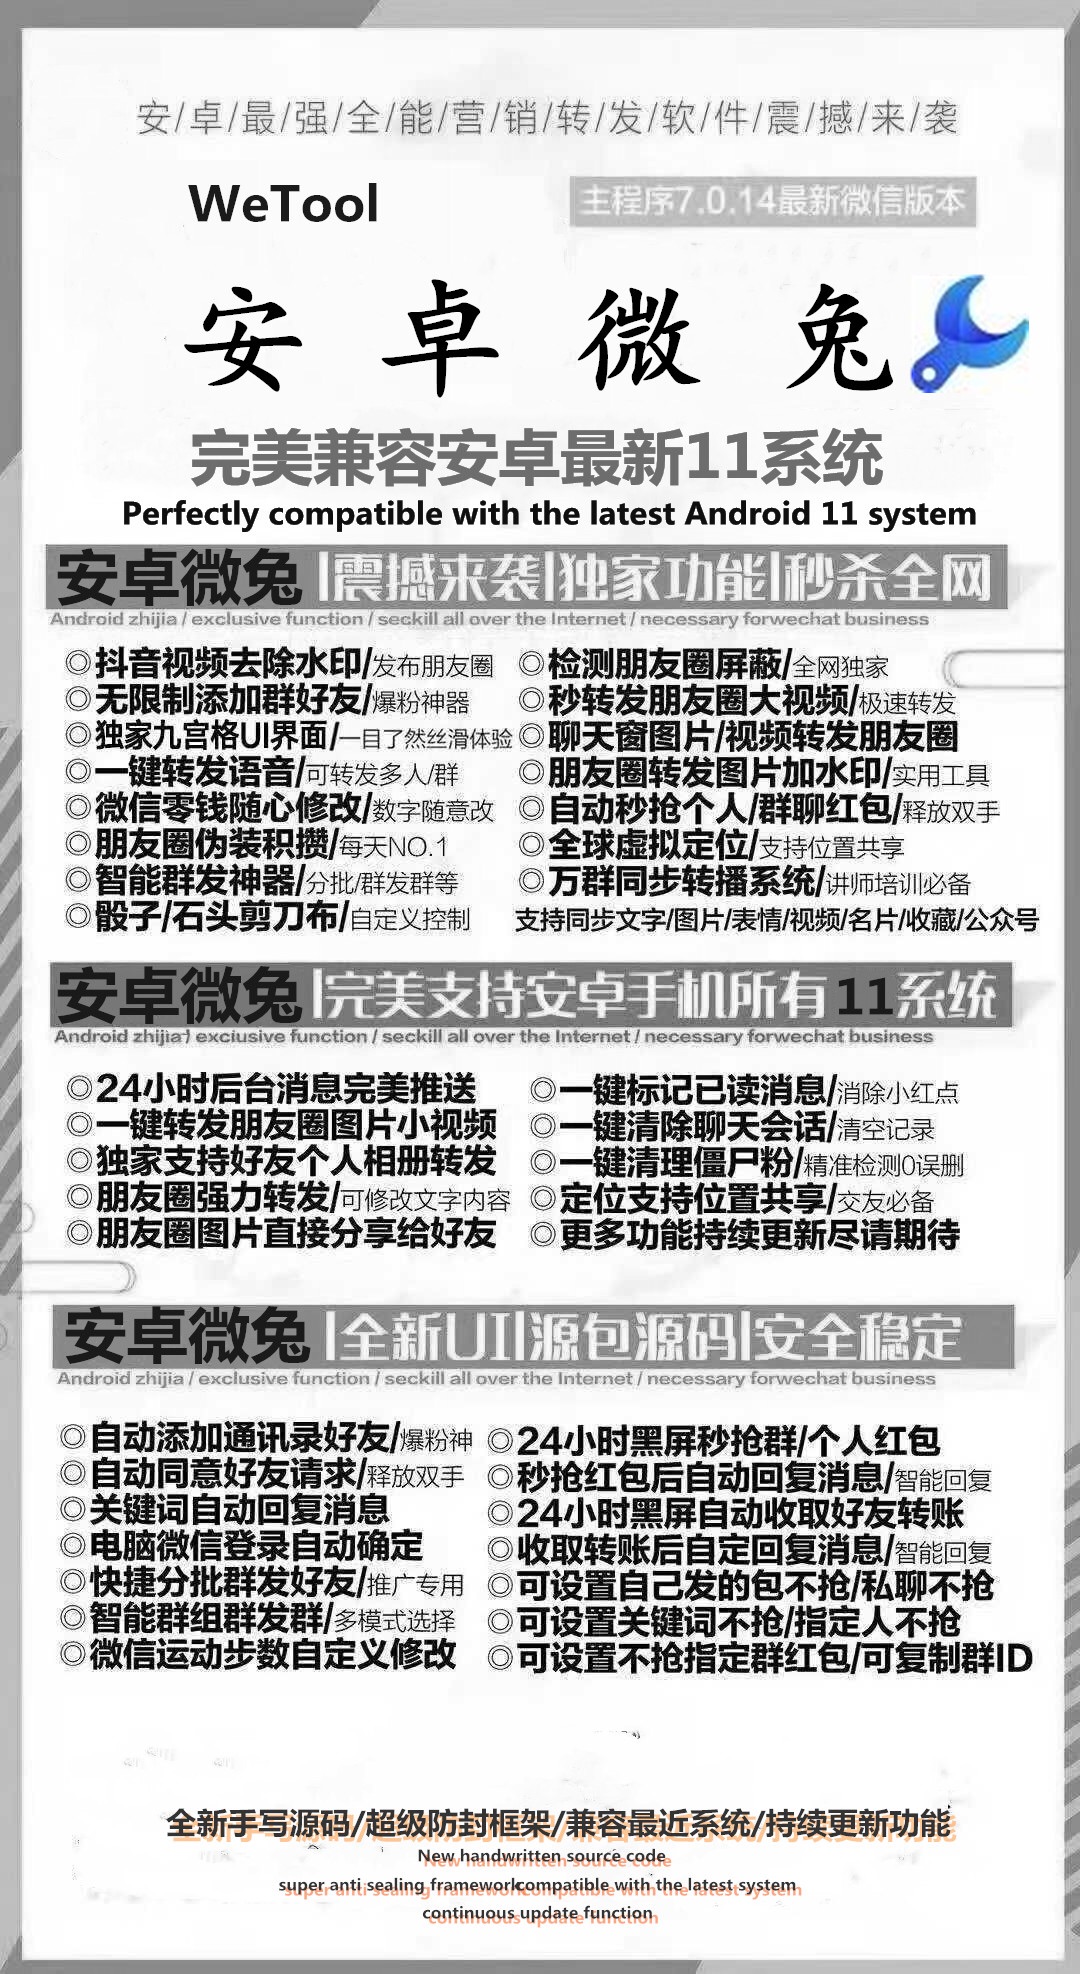 安/卓/最/强/全/能/营/销/转/发/软/件/震/撼/来/袭
WeTool
主程序7.0.14最新微信版本
安卓微兔
完美兼容安卓最新11系统
Perfectly compatible with the latest Android 11 system
安卓微兔|震撼来袭|独家功能|秒杀全网
Android zhijia / exclusive function / seckill all over the Internet / necessary forwechat business
◎抖音视频去除水印/发布朋友圈
◎无限制添加群好友/爆粉神器
◎独家九宫格UI界面/一目了然丝滑体验
◎一键转发语音/可转发多人/群
◎微信零钱随心修改/数字随意改
◎朋友圈伪装积攒/每天NO.1
◎智能群发神器/分批/群发群等
◎骰子/石头剪刀布/自定义控制
◎检测朋友圈屏蔽/全网独家
◎秒转发朋友圈大视频/极速转发
◎聊天窗图片/视频转发朋友圈
◎朋友圈转发图片加水印/实用工具
◎自动秒抢个人/群聊红包/释放双手
◎全球虚拟定位/支持位置共享
◎万群同步转播系统/讲师培训必备
支持同步文字/图片/表情/视频/名片/收藏/公众号
安卓微兔|完美支持安卓手机所有11系统
Android zhijia1 exciusive function / seckill all over the Internet / necessary forwechat business
◎24小时后台消息完美推送
◎一键转发朋友圈图片小视频
◎独家支持好友个人相册转发
◎朋友圈强力转发/可修改文字内容
◎朋友圈图片直接分享给好友
◎一键标记已读消息/消除小红点
◎一键清除聊天会话/清空记录
◎一键清理僵尸粉/精准检测0误删
◎定位支持位置共享/交友必备
◎更多功能持续更新尽请期待
安卓微兔|全新UI|源包源码|安全稳定
Android zhijia / exclusive function / seckill all over the Internet / necessary forwechat business
◎自动添加通讯录好友/爆粉神
◎自动同意好友请求/释放双手
◎关键词自动回复消息
◎电脑微信登录自动确定
◎快捷分批群发好友/推广专用
◎智能群组群发群/多模式选择
◎微信运动步数自定义修改
◎24小时黑屏秒抢群/个人红包
◎秒抢红包后自动回复消息/智能回复
◎24小时黑屏自动收取好友转账
◎收取转账后自定回复消息/智能回复
◎可设置自己发的包不抢/私聊不抢
◎可设置关键词不抢/指定人不抢
◎可设置不抢指定群红包/可复制群ID
全新手写源码/超级防封框架/兼容最近系统/持续更新功能
New handwritten source code
super anti sealing framework compatible with the latest system
continuous update function